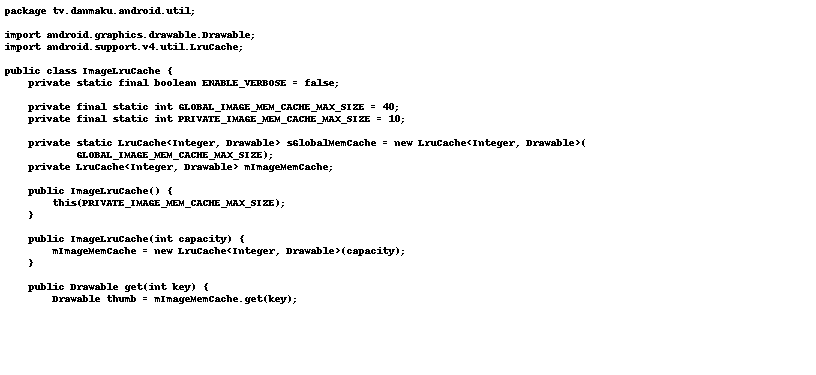 package tv.danmaku.android.util;

import android.graphics.drawable.Drawable;
import android.support.v4.util.LruCache;

public class ImageLruCache {
    private static final boolean ENABLE_VERBOSE = false;

    private final static int GLOBAL_IMAGE_MEM_CACHE_MAX_SIZE = 40;
    private final static int PRIVATE_IMAGE_MEM_CACHE_MAX_SIZE = 10;

    private static LruCache<Integer, Drawable> sGlobalMemCache = new LruCache<Integer, Drawable>(
            GLOBAL_IMAGE_MEM_CACHE_MAX_SIZE);
    private LruCache<Integer, Drawable> mImageMemCache;

    public ImageLruCache() {
        this(PRIVATE_IMAGE_MEM_CACHE_MAX_SIZE);
    }

    public ImageLruCache(int capacity) {
        mImageMemCache = new LruCache<Integer, Drawable>(capacity);
    }

    public Drawable get(int key) {
        Drawable thumb = mImageMemCache.get(key);